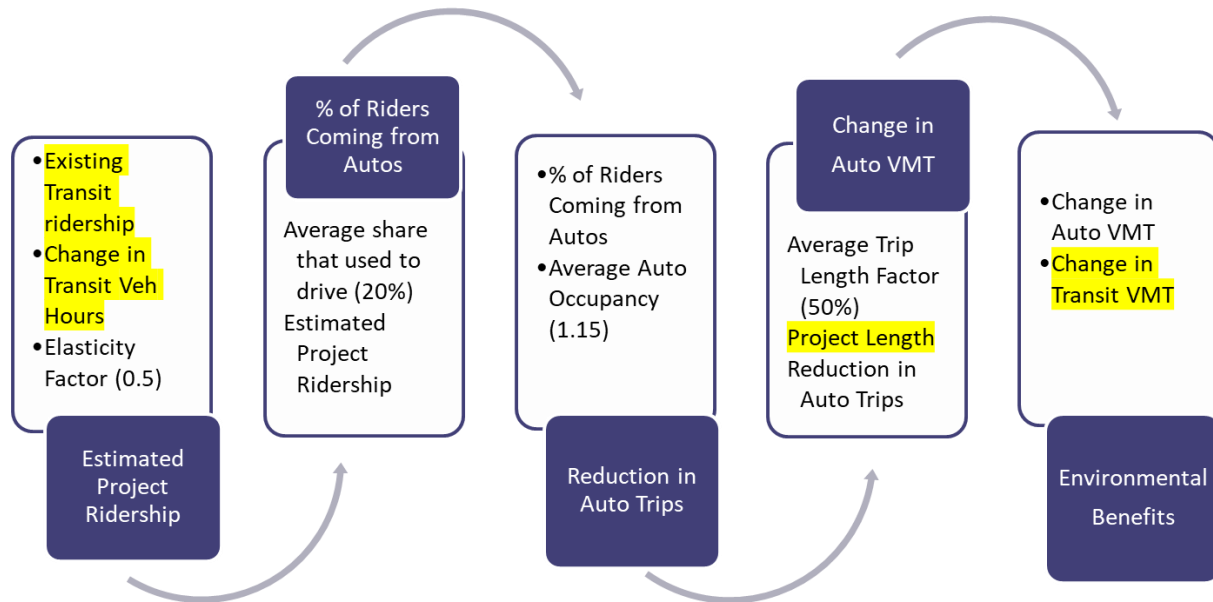 •Existing
Transit
ridership
•Change in
Transit Veh
Hours
•Elasticity
Factor (0.5)
Estimated
Project
Ridership
% of Riders
Coming from
Autos
Average share
that used to
drive (20%)
Estimated
Project
Ridership
•% of Riders
Coming from
Autos
•Average Auto
Occupancy
(1.15)
Reduction in
Auto Trips
Change in
Auto VMT
Average Trip
Length Factor
(50%)
Project Length
Reduction in
Auto Trips
•Change in
Auto VMT
•Change in
Transit VMT
Environmental
Benefits